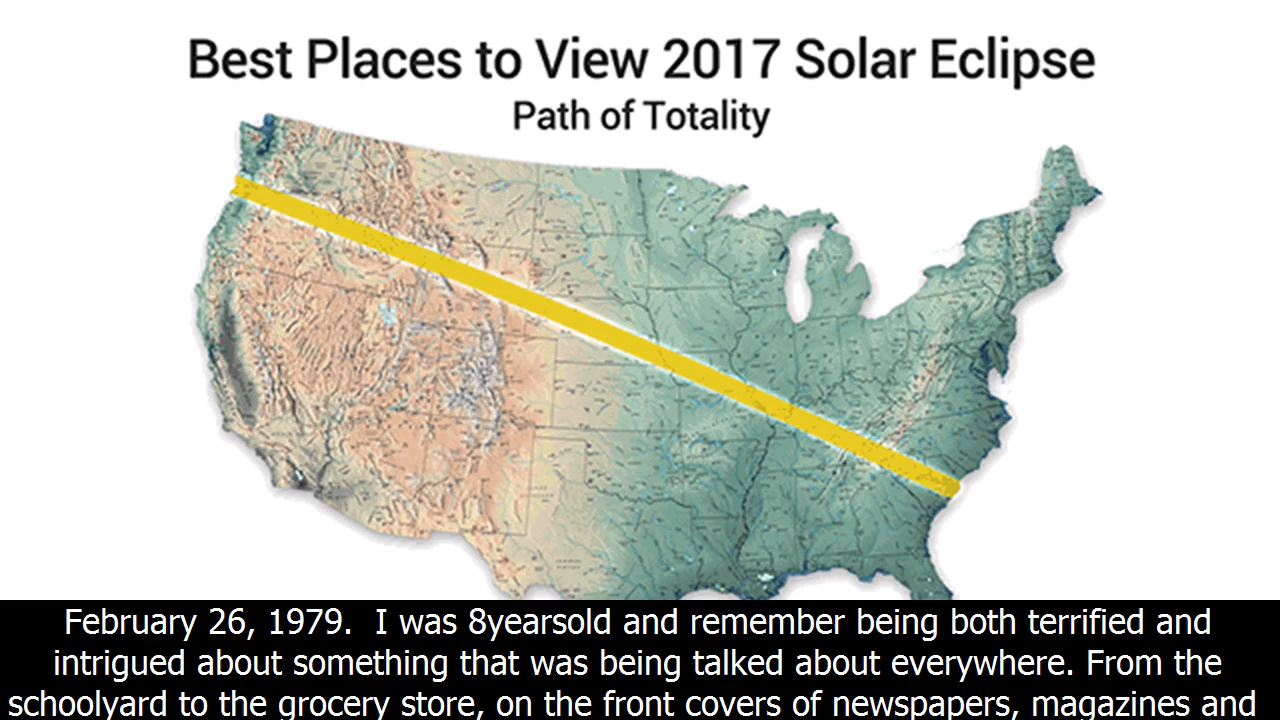 Best Places to View 2017 Solar Eclipse
Path of Totality
February 26, 1979.  I was 8yearsold and remember being both terrified and
intrigued about something that was being talked about everywhere. From the
schoolyard to the grocery store, on the front covers of newspapers, magazines and